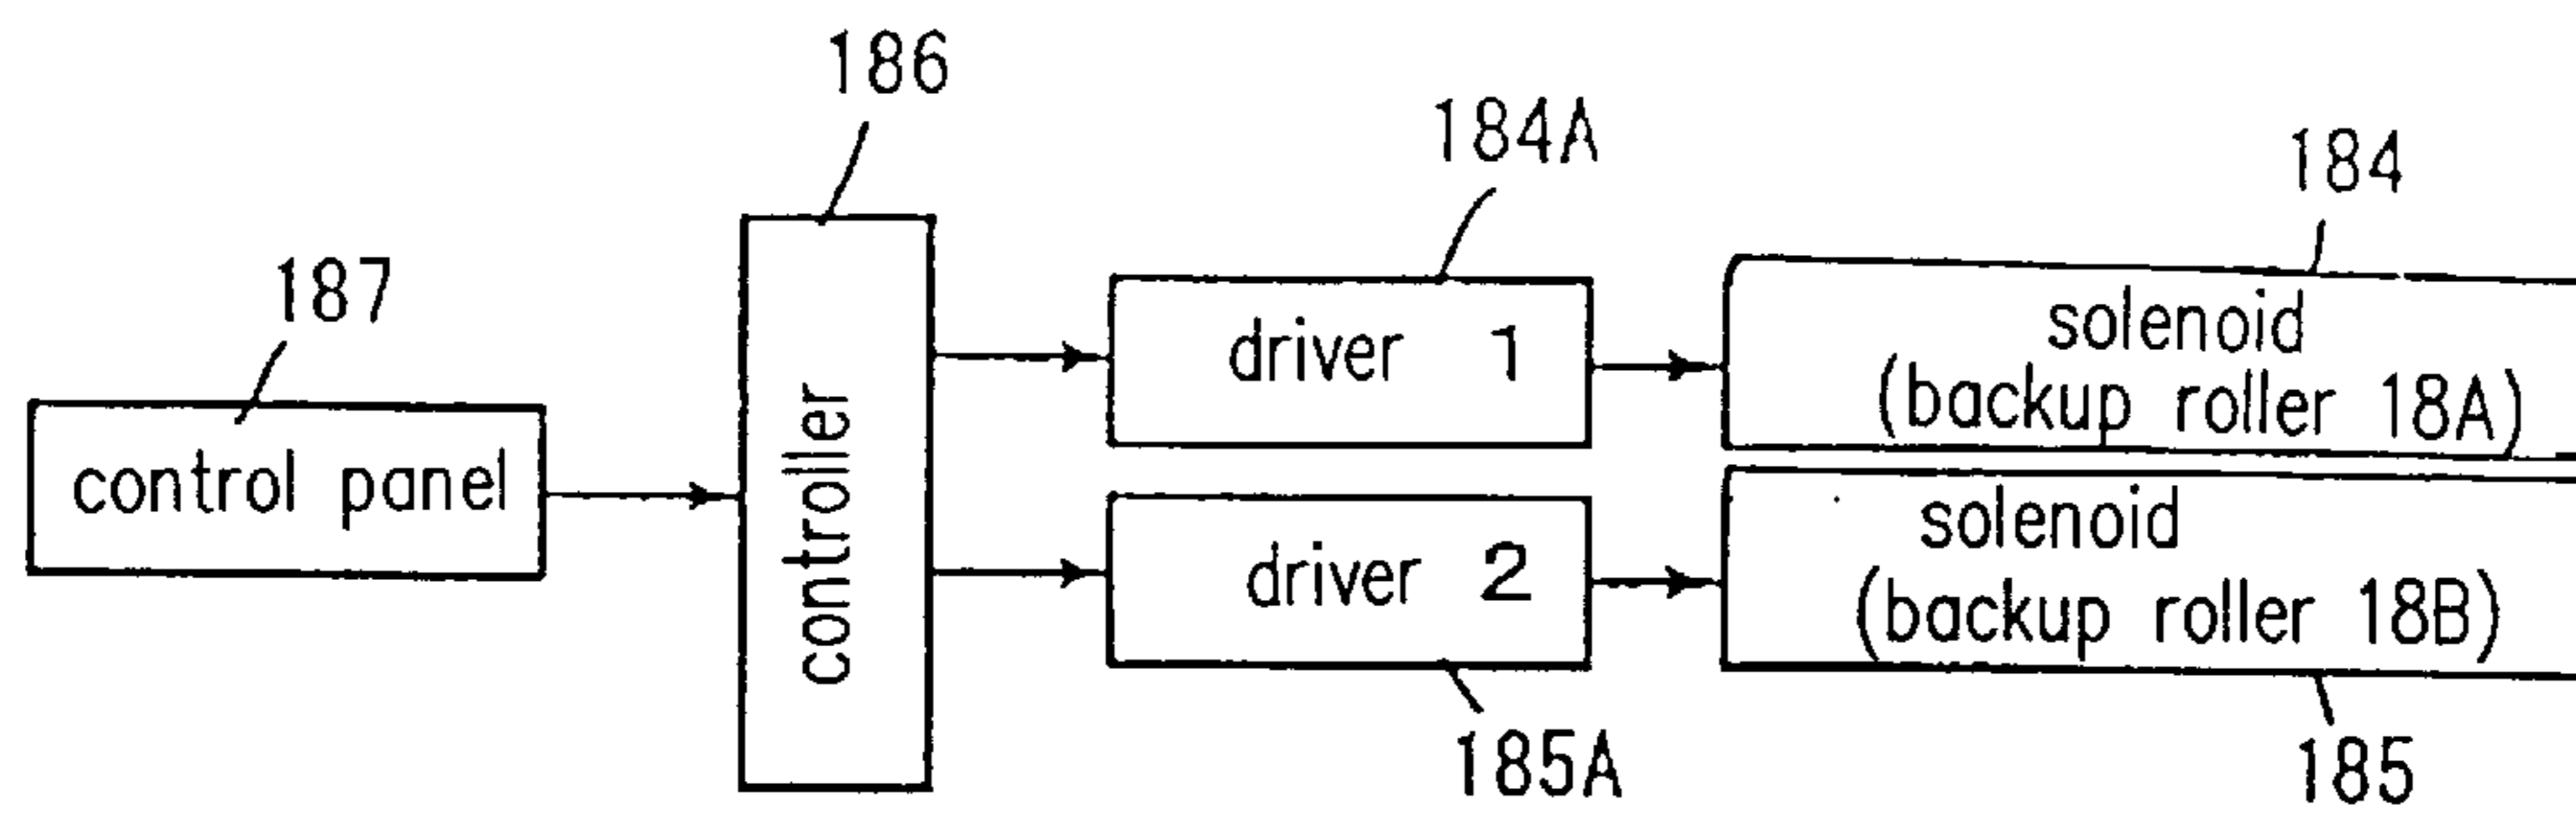 186
184A
184
187
control panel
controller
driver 1
solenoid
(backup roller 18A)
driver 2
solenoid
(backup roller 18B)
185A
185